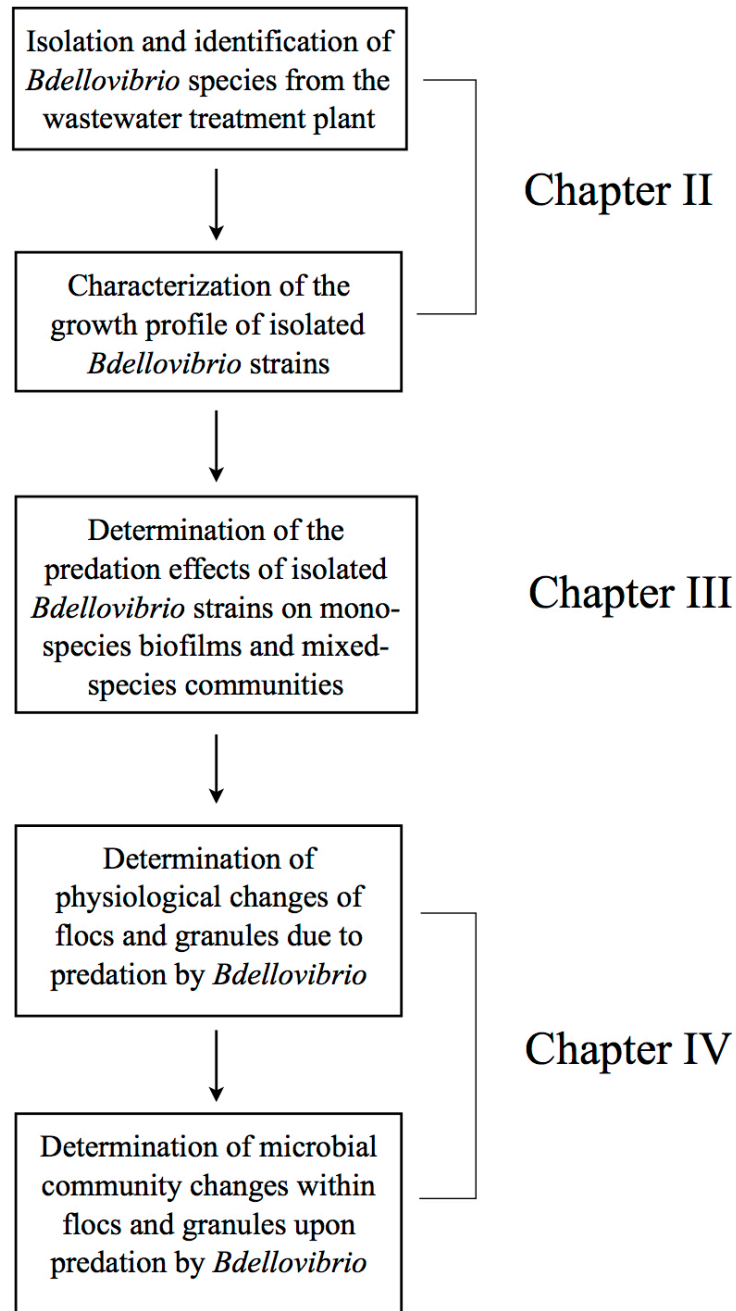 Isolation and identification of
Bdellovibrio species from the
wastewater treatment plant
Chapter II
Characterization of the
growth profile of isolated
Bdellovibrio strains
Determination of the
predation effects of isolated
Bdellovibrio strains on mono-
species biofilms and mixed-
species communities
Chapter III
Determination of
physiological changes of
flocs and granules due to
predation by Bdellovibrio
Chapter IV
Determination of microbial
community changes within
flocs and granules upon
predation by Bdellovibrio